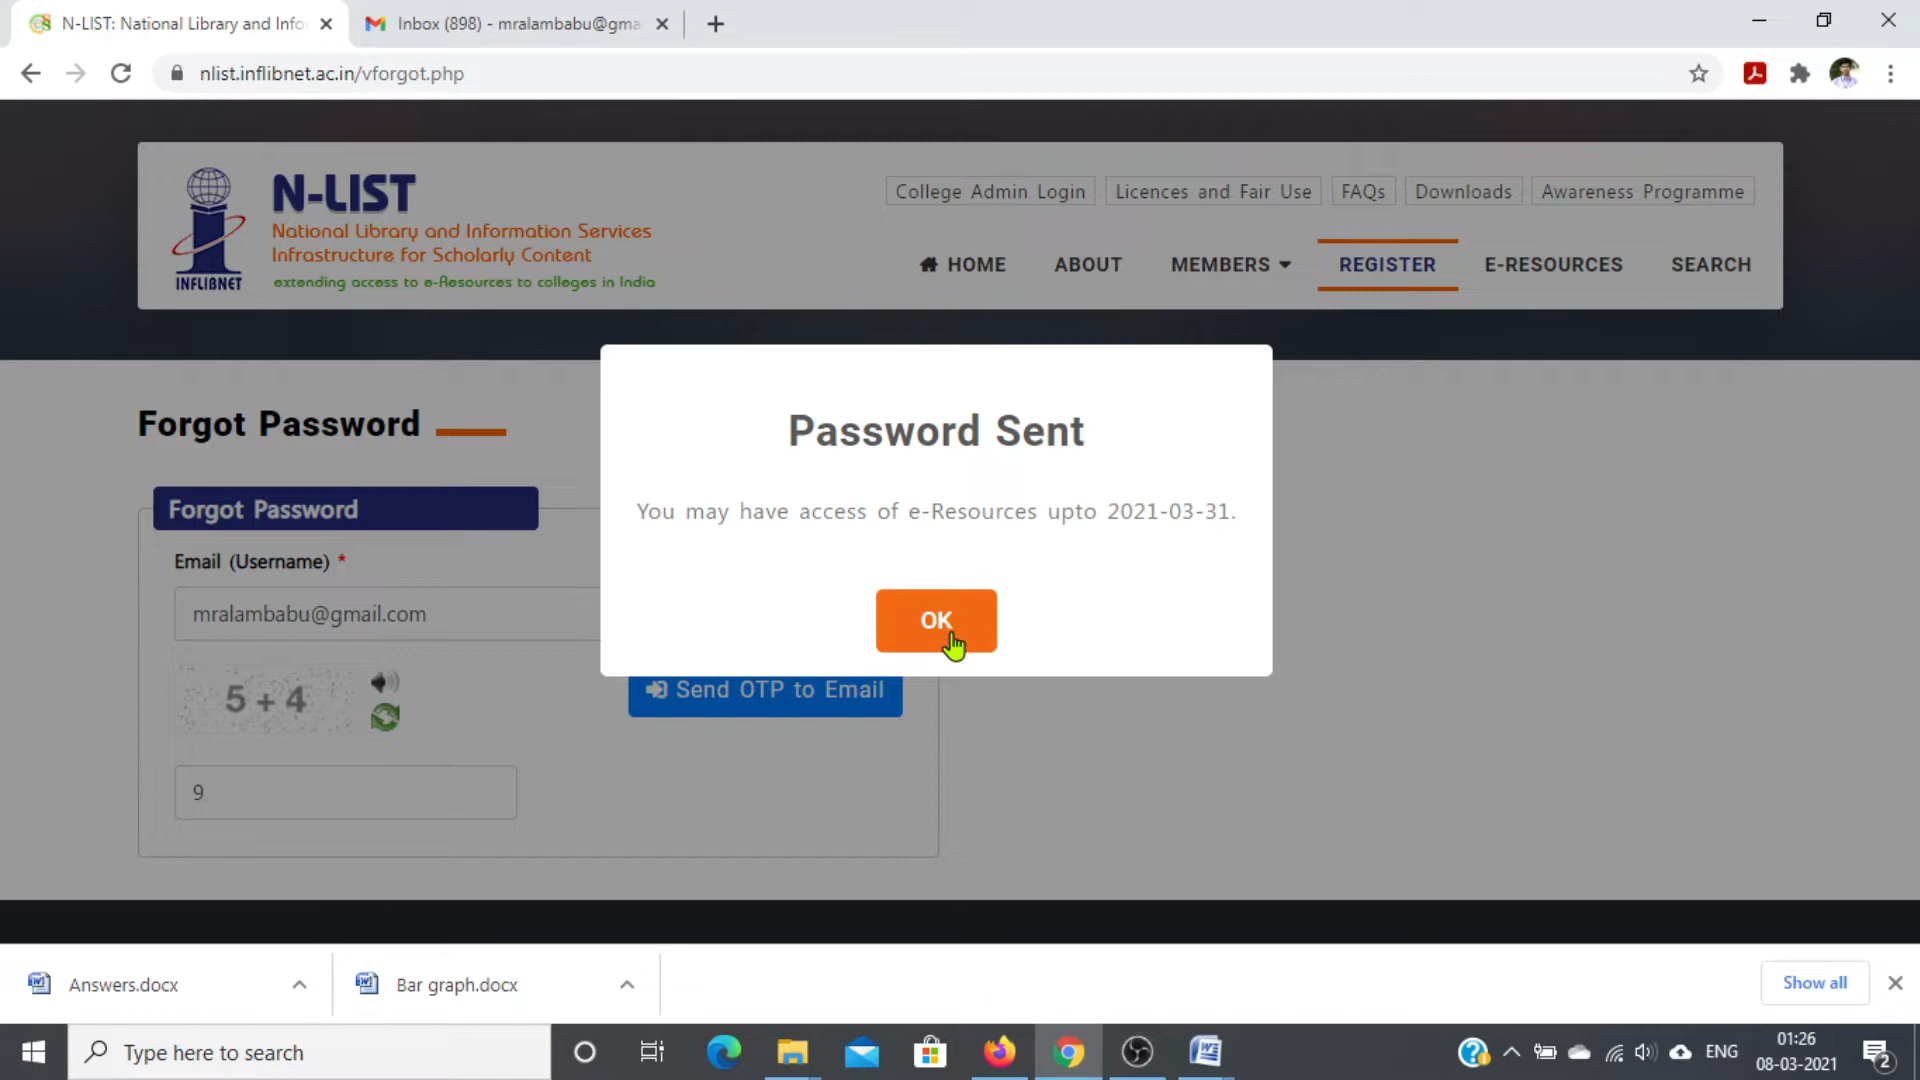 N-LIST: National Library and Info
Inbox (898) - mralambabu@gma
nlist.inflibnet.ac.in/vforgot.php
INFLIBNET
N-LIST
National Library and Information Services
Infrastructure for Scholarly Content
extending access to e-Resources to colleges in India
College Admin Login
Licences and Fair Use
FAQs
Downloads
Awareness Programme
HOME
ABOUT
MEMBERS
REGISTER
E-RESOURCES
SEARCH
Forgot Password
Forgot Password
Email (Username) *
mralambabu@gmail.com
5 + 4
Send OTP to Email
9
Password Sent
You may have access of e-Resources upto 2021-03-31.
OK
Answers.docx
Bar graph.docx
Show all
Type here to search
ENG
01:26
08-03-2021
2